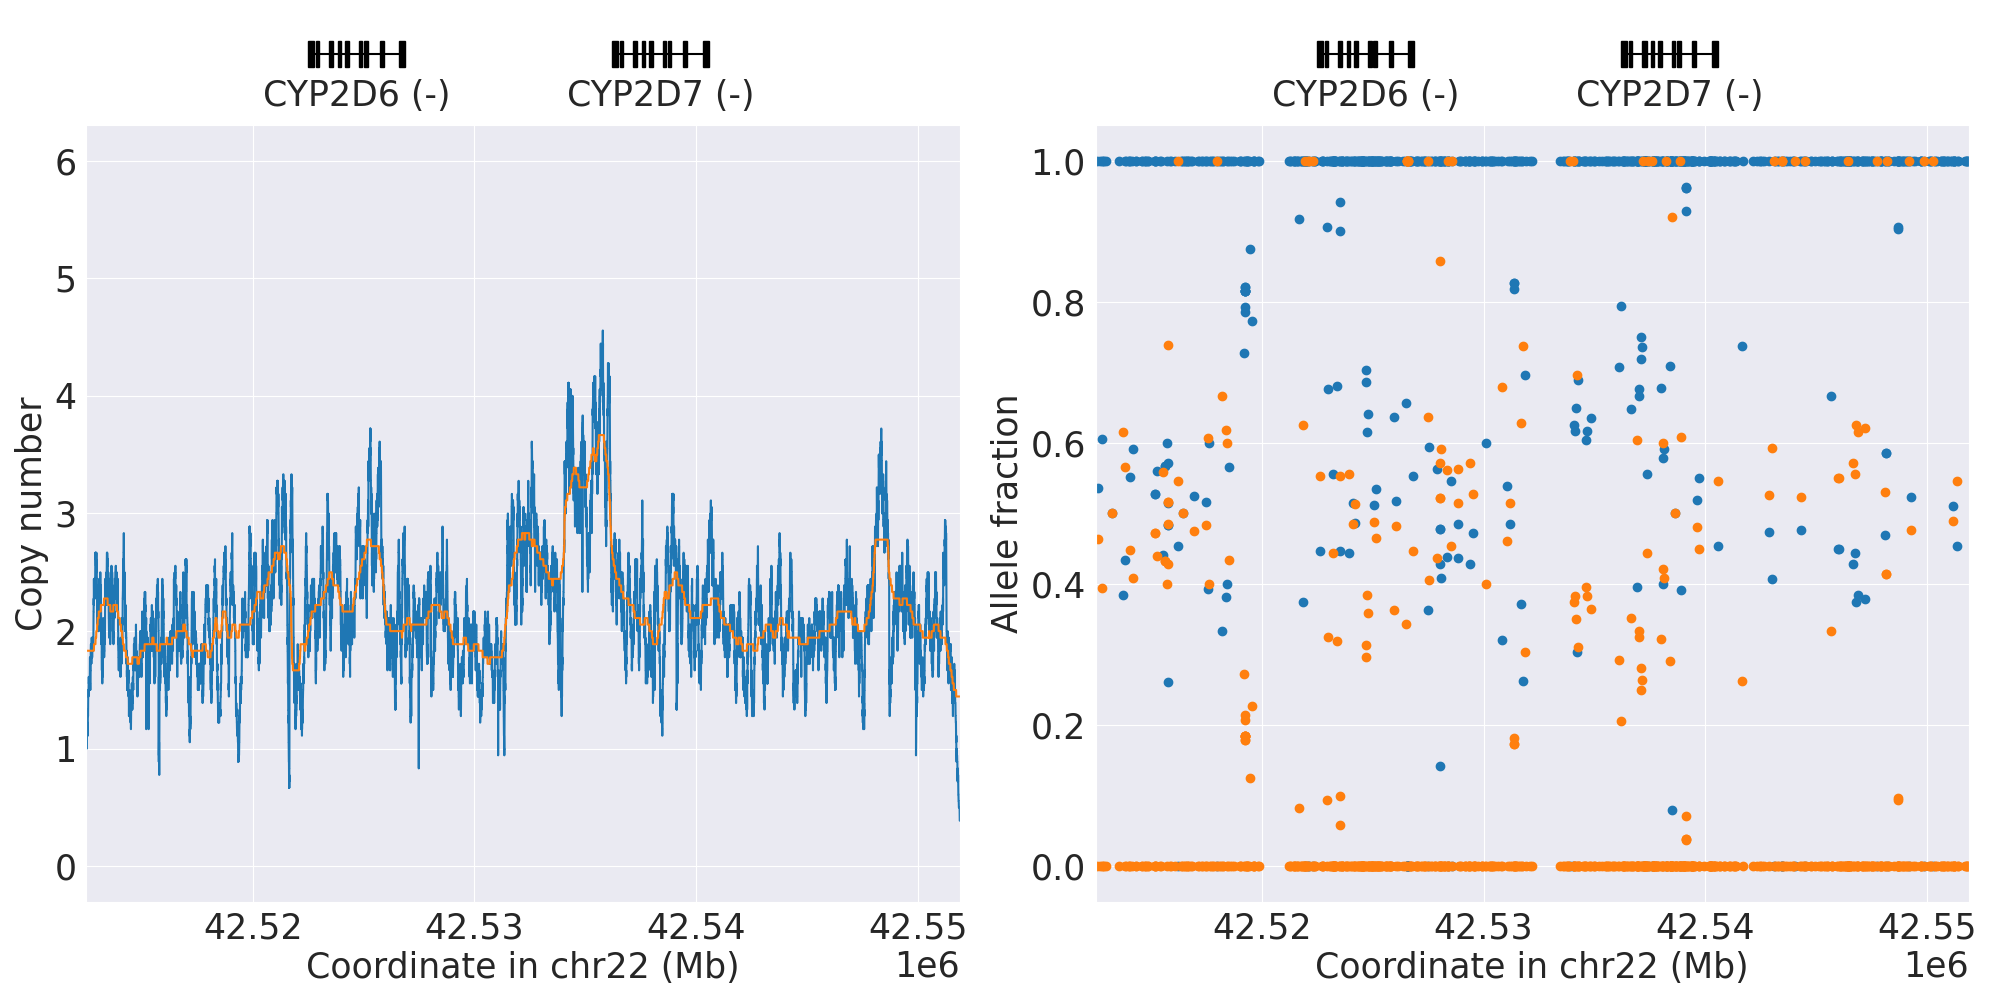 CYP2D6 (-) CYP2D7 (-)
6
5
4
3
2
1
0
Copy number
42.52 42.53 42.54 42.55
Coordinate in chr22 (Mb)
1e6
CYP2D6 (-) CYP2D7 (-)
1.0
0.8
0.6
0.4
0.2
0.0
Allele fraction
42.52 42.53 42.54 42.55
Coordinate in chr22 (Mb)
1e6